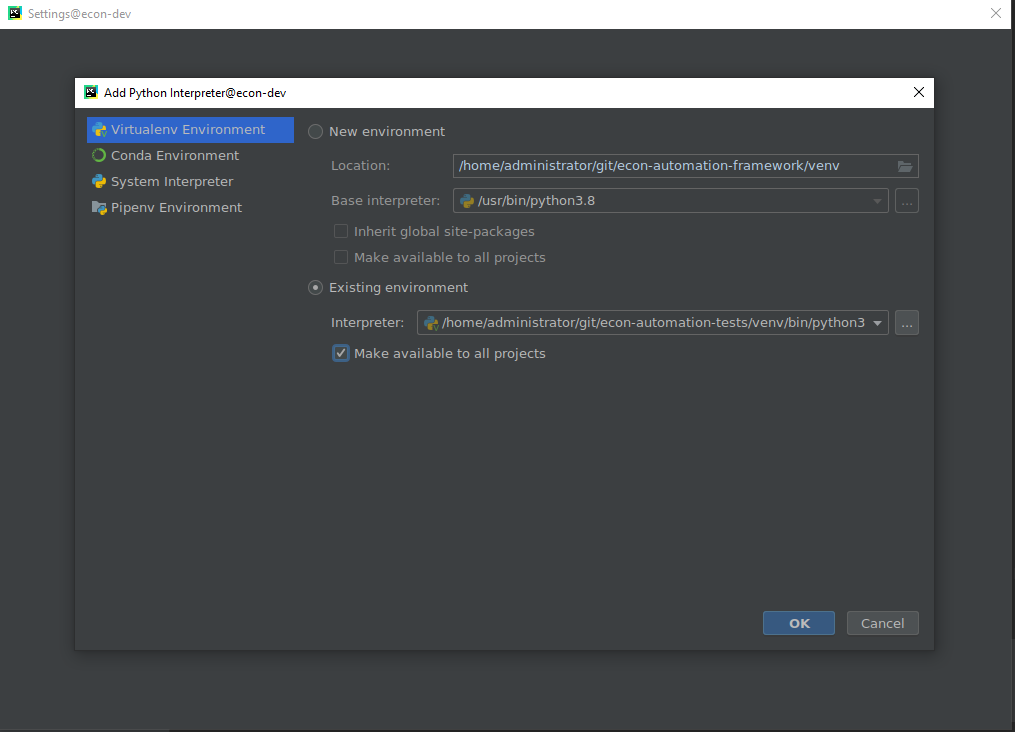 Settings@econ-dev
Add Python Interpreter@econ-dev
Virtualenv Environment
Conda Environment
System Interpreter
Pipenv Environment
New environment
Location: /home/administrator/git/econ-automation-framework/venv
Base interpreter: /usr/bin/python3.8 ...
Inherit global site-packages
Make available to all projects
Existing environment
Interpreter: /home/administrator/git/econ-automation-tests/venv/bin/python3 ...
Make available to all projects
OK Cancel